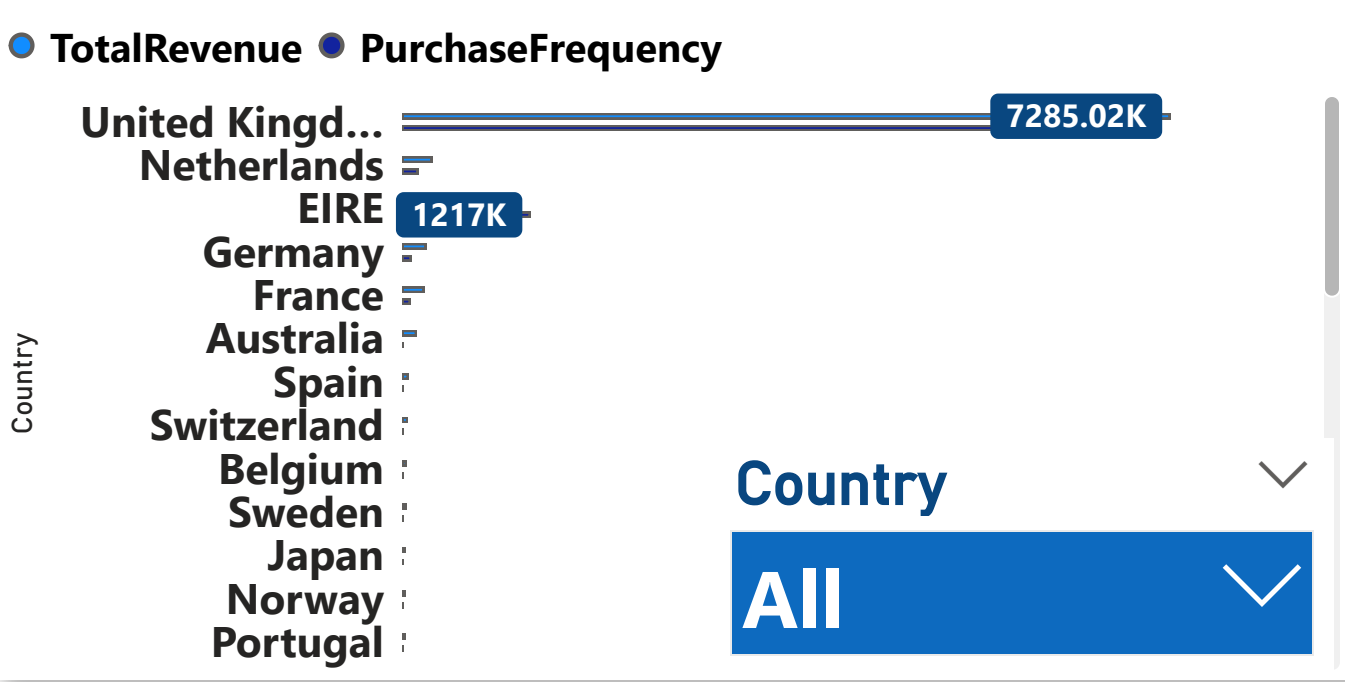 TotalRevenue PurchaseFrequency
United Kingd... 7285.02K
Netherlands
EIRE 1217K
Germany
France
Australia
Spain
Switzerland
Belgium
Sweden
Japan
Norway
Portugal
Country
Country
All